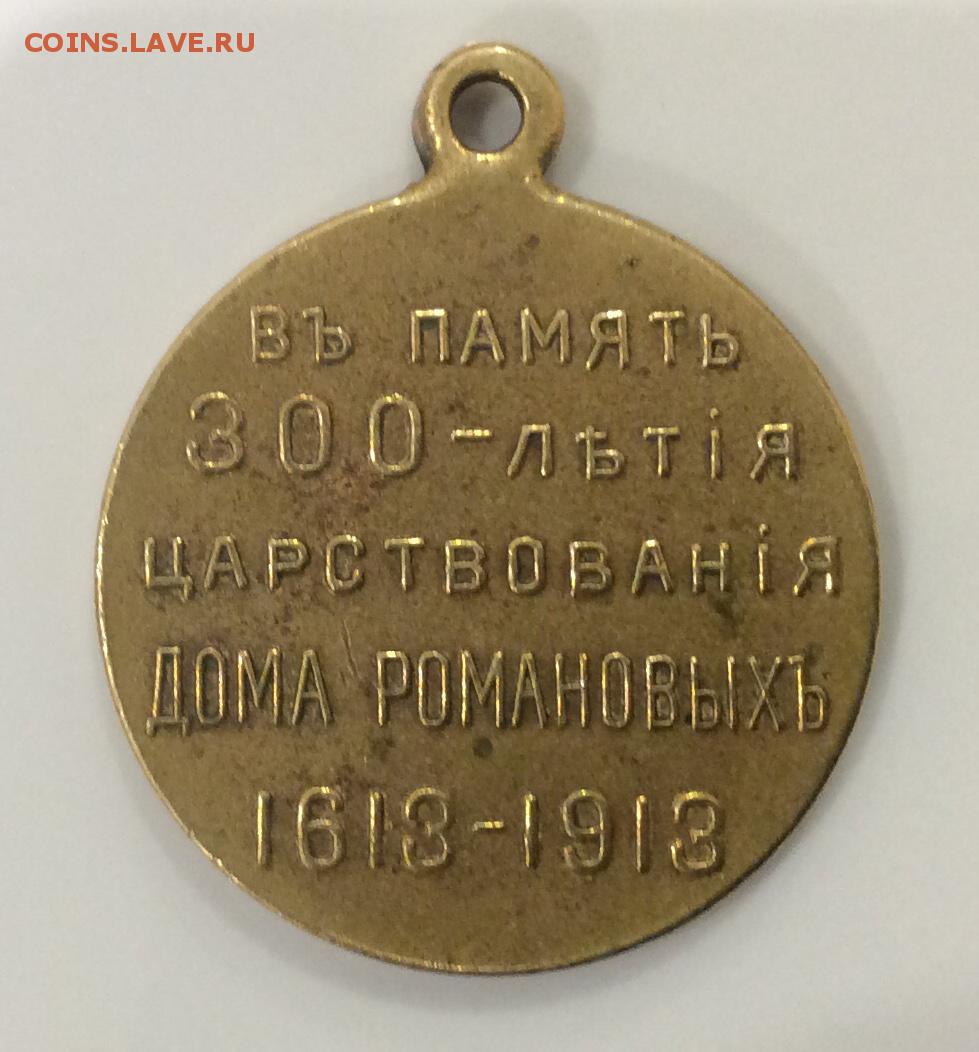 COINS.LAVE.RU
ВЪ ПАМЯТЬ
300-лѣтія
ЦАРСТВОВАНІЯ
ДОМА РОМАНОВЫХЪ
1613-1913